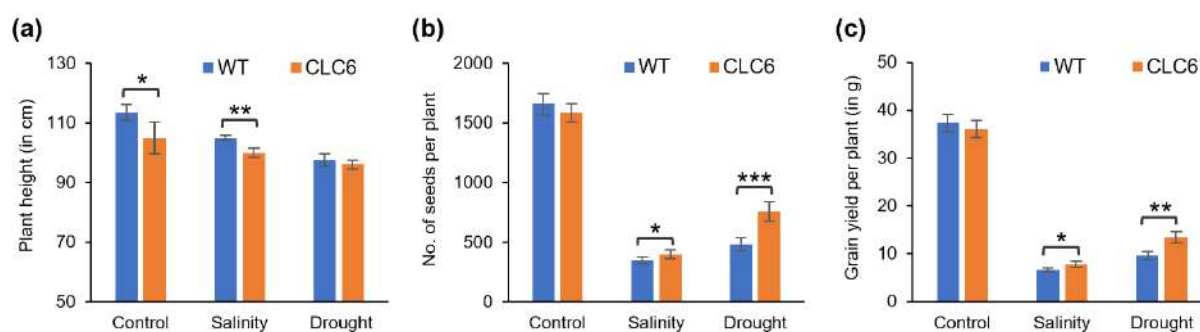 (a)
Plant height (in cm)
130
110
90
70
50
WT CLC6
*
**
Control Salinity Drought
(b)
No. of seeds per plant
2000
1500
1000
500
0
WT CLC6
*
***
Control Salinity Drought
(c)
Grain yield per plant (in g)
50
40
30
20
10
0
WT CLC6
*
**
Control Salinity Drought